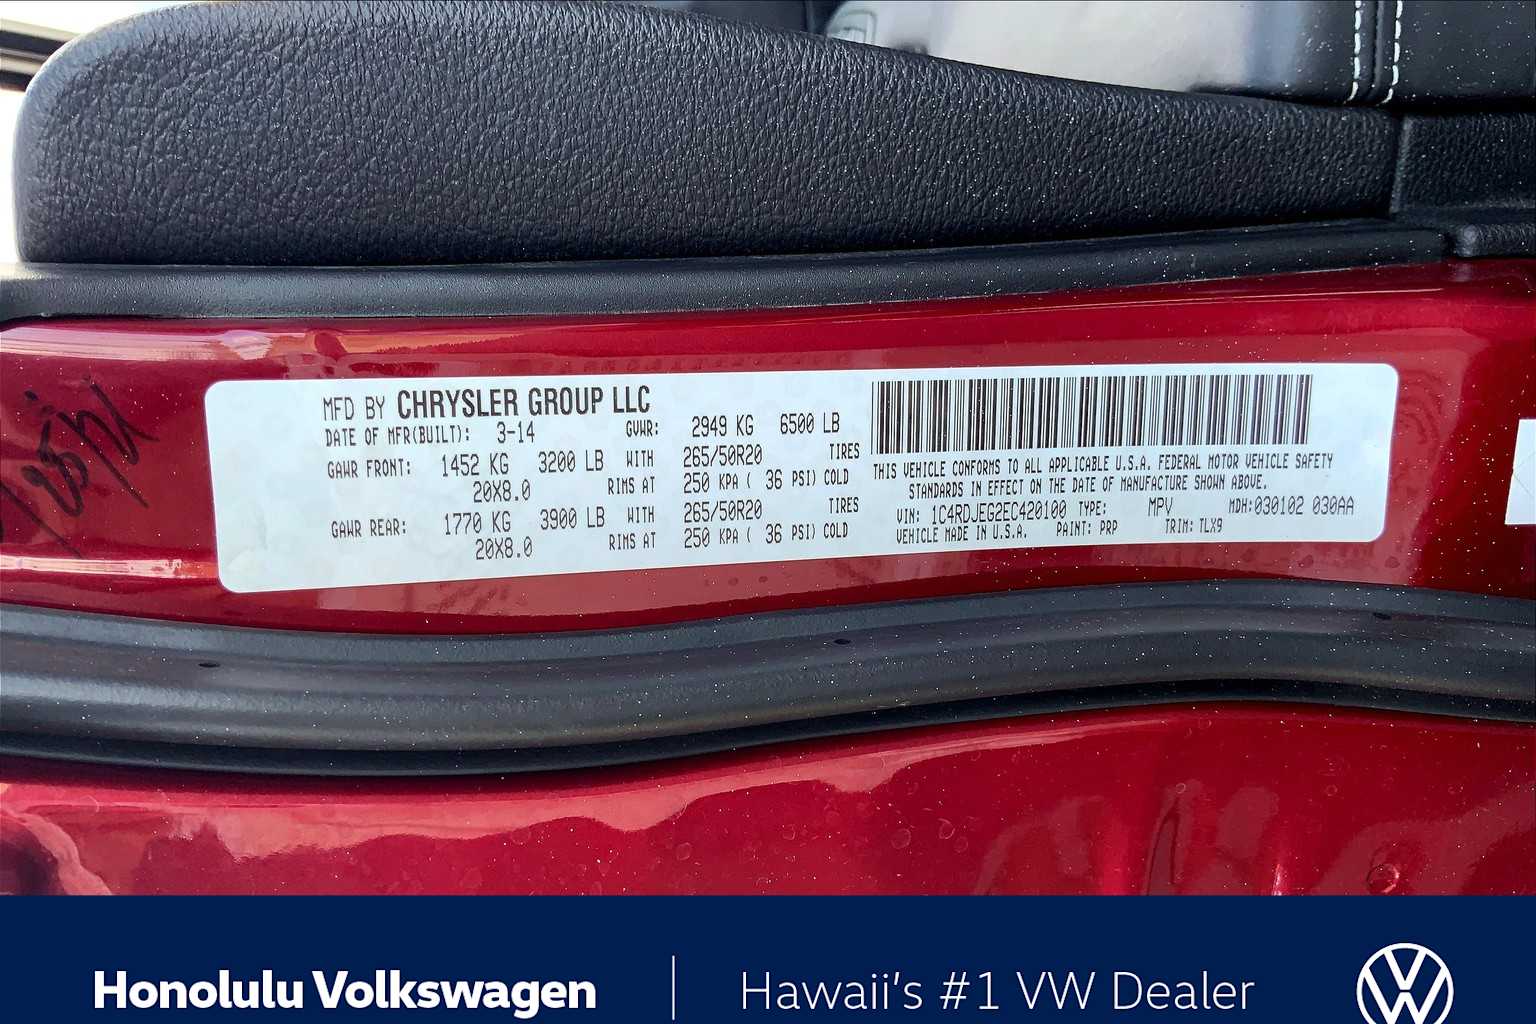 MFD BY CHRYSLER GROUP LLC
DATE OF MFR(BUILT): 3-14 GVWR: 2949 KG 6500 LB
GAWR FRONT: 1452 KG 3200 LB WITH 265/50R20 TIRES
20X8.0 RIMS AT 250 KPA ( 36 PSI) COLD
GAWR REAR: 1770 KG 3900 LB WITH 265/50R20 TIRES
20X8.0 RIMS AT 250 KPA ( 36 PSI) COLD
THIS VEHICLE CONFORMS TO ALL APPLICABLE U.S.A. FEDERAL MOTOR VEHICLE SAFETY
STANDARDS IN EFFECT ON THE DATE OF MANUFACTURE SHOWN ABOVE.
VIN: 1C4RDJEG2EC420100 TYPE: MPV MDH:030102 030AA
VEHICLE MADE IN U.S.A. PAINT: PRP TRIM: TLX9
Honolulu Volkswagen | Hawaii's #1 VW Dealer